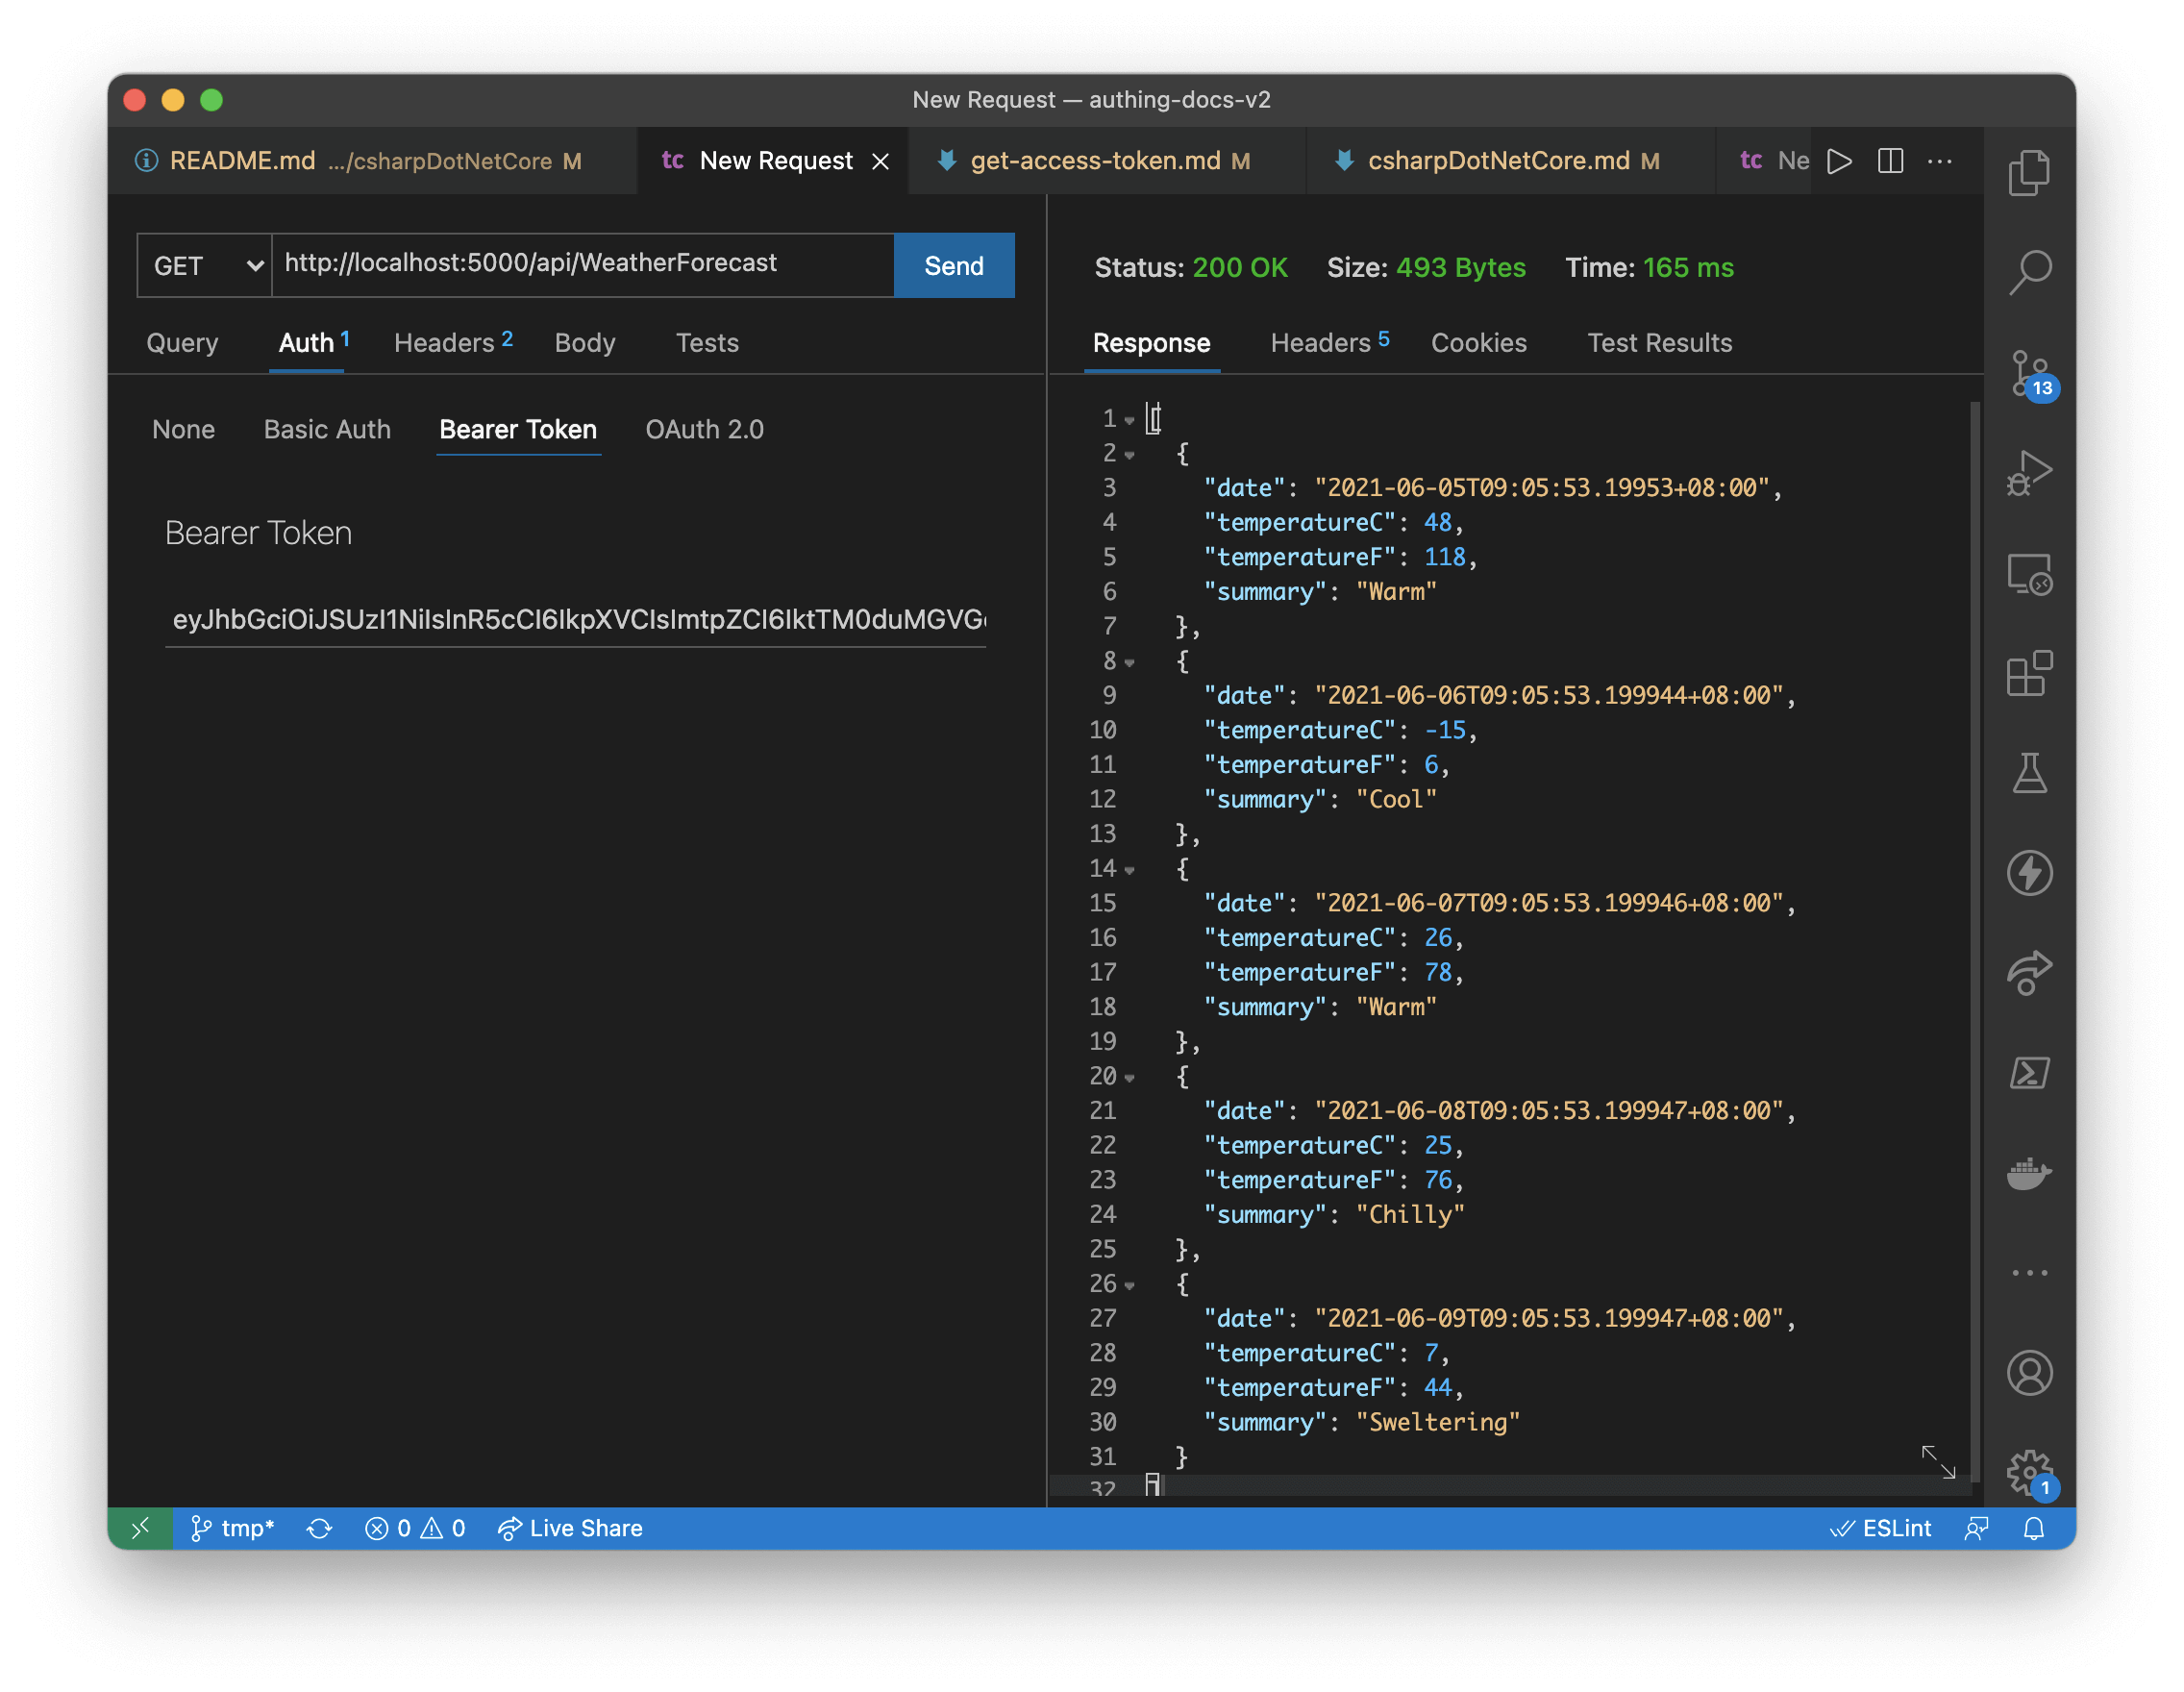 New Request — authing-docs-v2
README.md .../csharpDotNetCore M
tc New Request
get-access-token.md M
csharpDotNetCore.md M
tc Ne
GET http://localhost:5000/api/WeatherForecast Send
Query Auth 1 Headers 2 Body Tests
None Basic Auth Bearer Token OAuth 2.0
Bearer Token
eyJhbGciOiJSUzI1NiIsInR5cCI6IkpXVCIsImtpZCI6IktTM0duMGVG
Status: 200 OK Size: 493 Bytes Time: 165 ms
Response Headers 5 Cookies Test Results
1 [
2 {
3 "date": "2021-06-05T09:05:53.19953+08:00",
4 "temperatureC": 48,
5 "temperatureF": 118,
6 "summary": "Warm"
7 },
8 {
9 "date": "2021-06-06T09:05:53.199944+08:00",
10 "temperatureC": -15,
11 "temperatureF": 6,
12 "summary": "Cool"
13 },
14 {
15 "date": "2021-06-07T09:05:53.199946+08:00",
16 "temperatureC": 26,
17 "temperatureF": 78,
18 "summary": "Warm"
19 },
20 {
21 "date": "2021-06-08T09:05:53.199947+08:00",
22 "temperatureC": 25,
23 "temperatureF": 76,
24 "summary": "Chilly"
25 },
26 {
27 "date": "2021-06-09T09:05:53.199947+08:00",
28 "temperatureC": 7,
29 "temperatureF": 44,
30 "summary": "Sweltering"
31 }
32 ]
13
1
tmp* 0 0 Live Share
ESLint